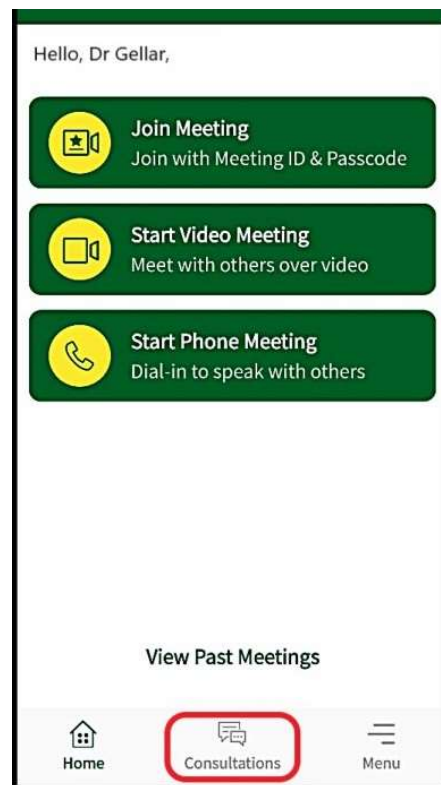 Hello, Dr Gellar,
Join Meeting
Join with Meeting ID & Passcode
Start Video Meeting
Meet with others over video
Start Phone Meeting
Dial-in to speak with others
View Past Meetings
Home
Consultations
Menu